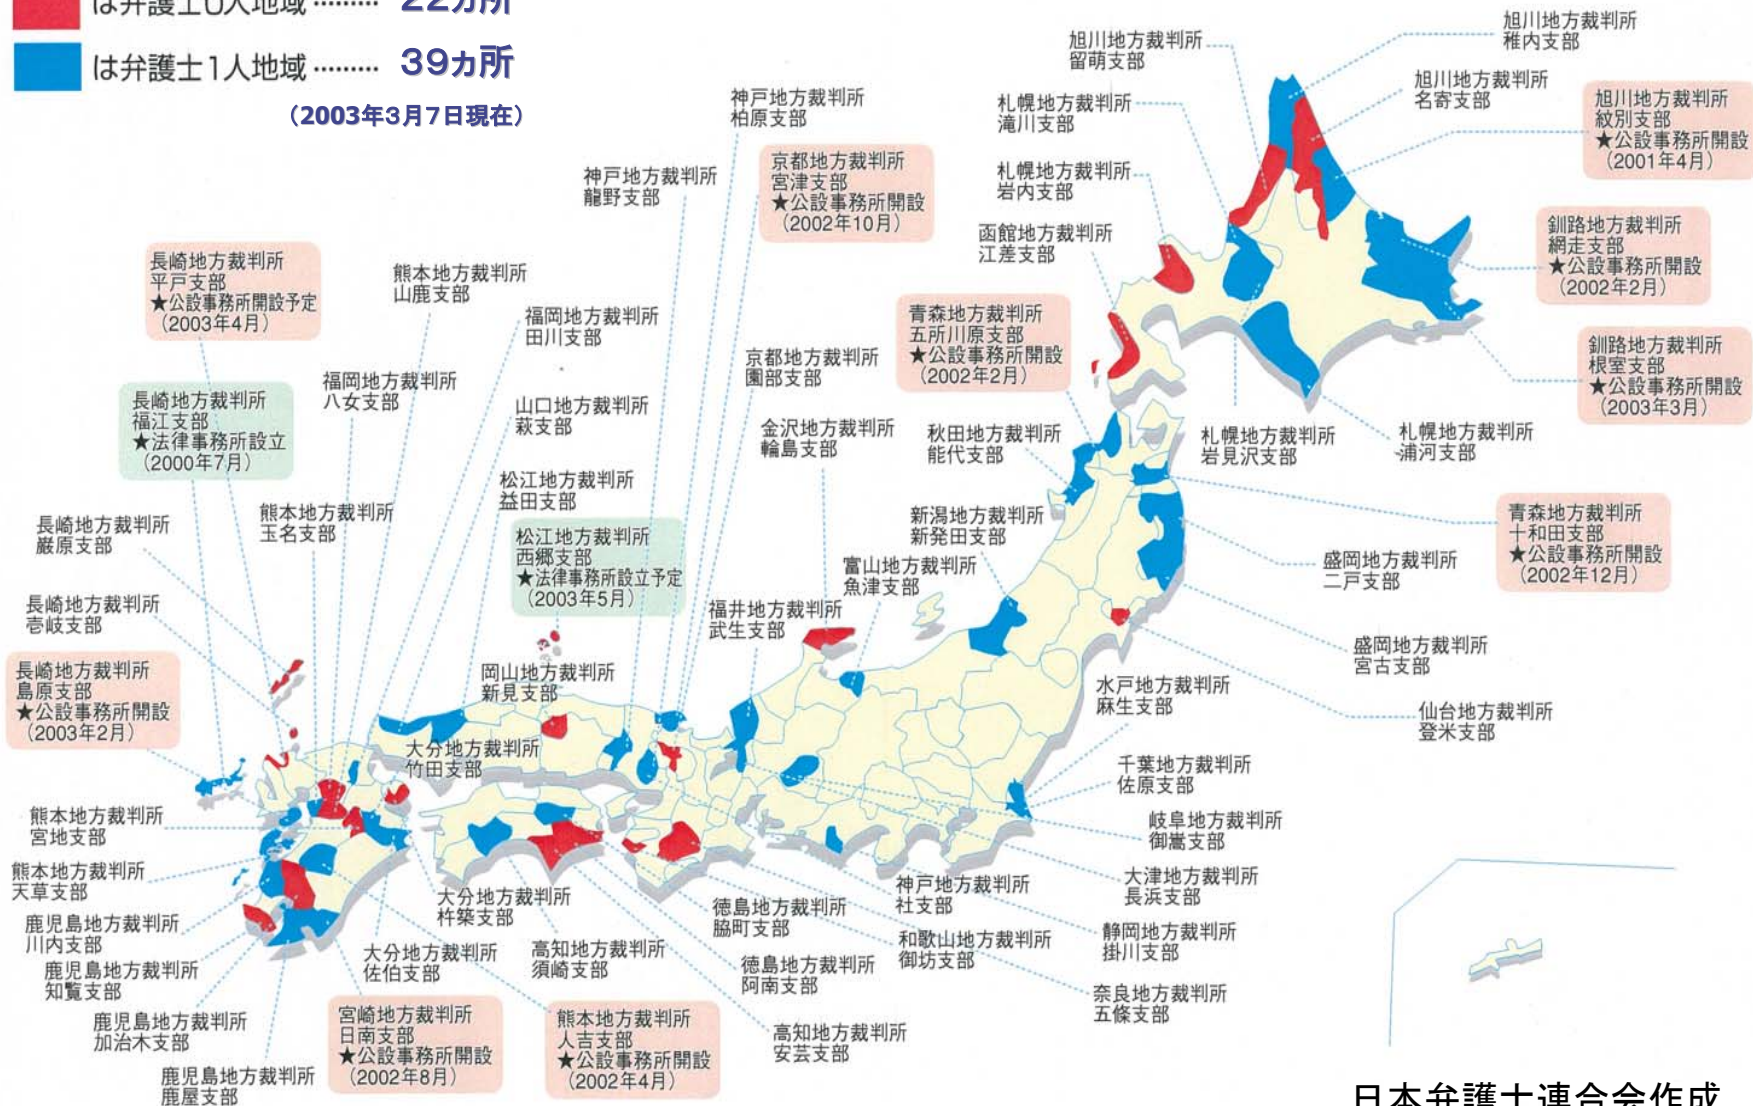 は弁護士0人地域 ……… 22カ所
は弁護士1人地域 ……… 39カ所
(2003年3月7日現在)
旭川地方裁判所
稚内支部
旭川地方裁判所
留萌支部
旭川地方裁判所
名寄支部
旭川地方裁判所
紋別支部
★公設事務所開設
(2001年4月)
札幌地方裁判所
滝川支部
札幌地方裁判所
岩内支部
函館地方裁判所
江差支部
釧路地方裁判所
網走支部
★公設事務所開設
(2002年2月)
釧路地方裁判所
根室支部
★公設事務所開設
(2003年3月)
神戸地方裁判所
柏原支部
京都地方裁判所
宮津支部
★公設事務所開設
(2002年10月)
神戸地方裁判所
龍野支部
長崎地方裁判所
平戸支部
★公設事務所開設予定
(2003年4月)
熊本地方裁判所
山鹿支部
福岡地方裁判所
田川支部
青森地方裁判所
五所川原支部
★公設事務所開設
(2002年2月)
京都地方裁判所
園部支部
長崎地方裁判所
福江支部
★法律事務所設立
(2000年7月)
福岡地方裁判所
八女支部
山口地方裁判所
萩支部
金沢地方裁判所
輪島支部
秋田地方裁判所
能代支部
札幌地方裁判所
岩見沢支部
札幌地方裁判所
浦河支部
松江地方裁判所
益田支部
長崎地方裁判所
厳原支部
熊本地方裁判所
玉名支部
松江地方裁判所
西郷支部
★法律事務所設立予定
(2003年5月)
新潟地方裁判所
新発田支部
青森地方裁判所
十和田支部
★公設事務所開設
(2002年12月)
富山地方裁判所
魚津支部
盛岡地方裁判所
二戸支部
長崎地方裁判所
壱岐支部
福井地方裁判所
武生支部
盛岡地方裁判所
宮古支部
長崎地方裁判所
島原支部
★公設事務所開設
(2003年2月)
岡山地方裁判所
新見支部
水戸地方裁判所
麻生支部
仙台地方裁判所
登米支部
大分地方裁判所
竹田支部
千葉地方裁判所
佐原支部
熊本地方裁判所
宮地支部
岐阜地方裁判所
御嵩支部
熊本地方裁判所
天草支部
大分地方裁判所
杵築支部
神戸地方裁判所
社支部
大津地方裁判所
長浜支部
鹿児島地方裁判所
川内支部
徳島地方裁判所
脇町支部
静岡地方裁判所
掛川支部
大分地方裁判所
佐伯支部
高知地方裁判所
須崎支部
和歌山地方裁判所
御坊支部
鹿児島地方裁判所
知覧支部
徳島地方裁判所
阿南支部
奈良地方裁判所
五條支部
鹿児島地方裁判所
加治木支部
宮崎地方裁判所
日南支部
★公設事務所開設
(2002年8月)
熊本地方裁判所
人吉支部
★公設事務所開設
(2002年4月)
高知地方裁判所
安芸支部
鹿児島地方裁判所
鹿屋支部
日本弁護士連合会作成